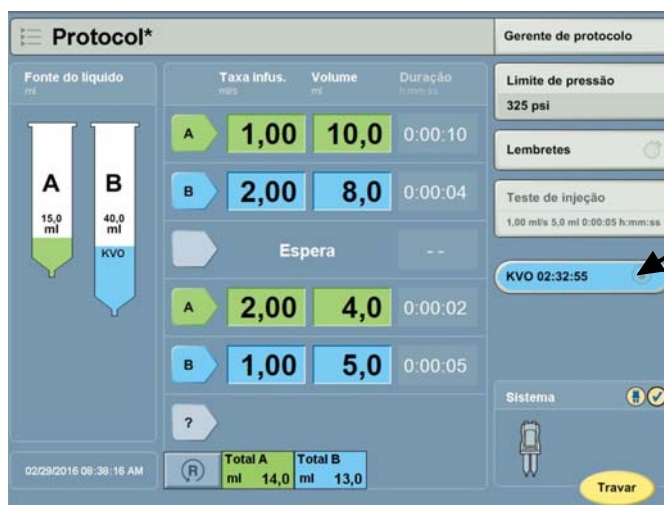 Protocol*
Gerente de protocolo
Fonte do líquido
ml
Taxa infus.
ml/s
Volume
ml
Duração
h:mm:ss
Limite de pressão
325 psi
Lembretes
Teste de injeção
1,00 ml/s 5,0 ml 0:00:05 h:mm:ss
KVO 02:32:55
A
15,0
ml
B
40,0
ml
KVO
A 1,00 10,0 0:00:10
B 2,00 8,0 0:00:04
Espera --
A 2,00 4,0 0:00:02
B 1,00 5,0 0:00:05
?
Sistema
R
Total A
ml 14,0
Total B
ml 13,0
02/29/2016 08:38:16 AM
Travar